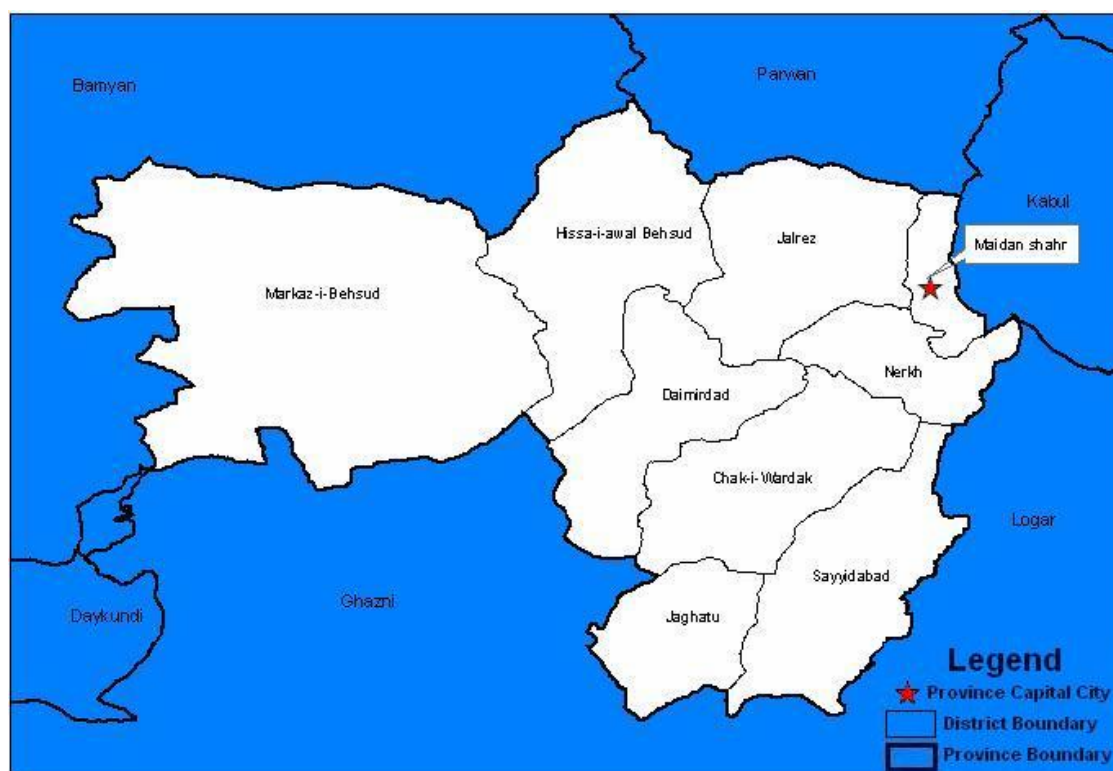 Bamyan
Parwan
Kabul
Hissa-i-awal Behsud
Jalrez
Maidan shahr
Markaz-i-Behsud
Nerkh
Daimirdad
Chak-i-Wardak
Logar
Sayyidabad
Ghazni
Daykundi
Jaghatu
Legend
Province Capital City
District Boundary
Province Boundary